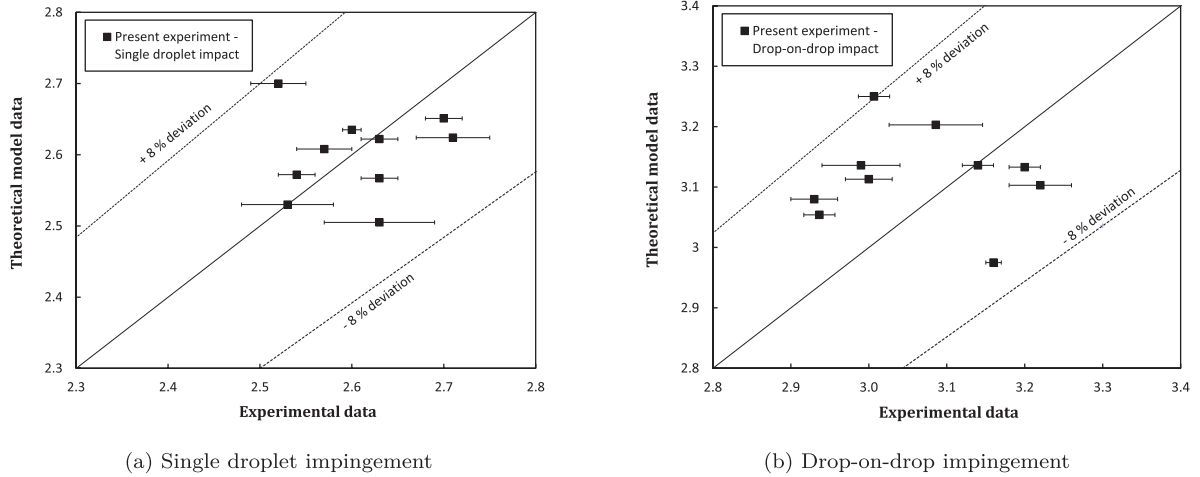 2.8
2.7
2.6
2.5
2.4
2.3
2.3
2.4
2.5
2.6
2.7
2.8
Theoretical model data
Experimental data
Present experiment -
Single droplet impact
+ 8 % deviation
- 8 % deviation
(a) Single droplet impingement
3.4
3.3
3.2
3.1
3
2.9
2.8
2.8
2.9
3.0
3.1
3.2
3.3
3.4
Theoretical model data
Experimental data
Present experiment -
Drop-on-drop impact
+ 8 % deviation
- 8 % deviation
(b) Drop-on-drop impingement